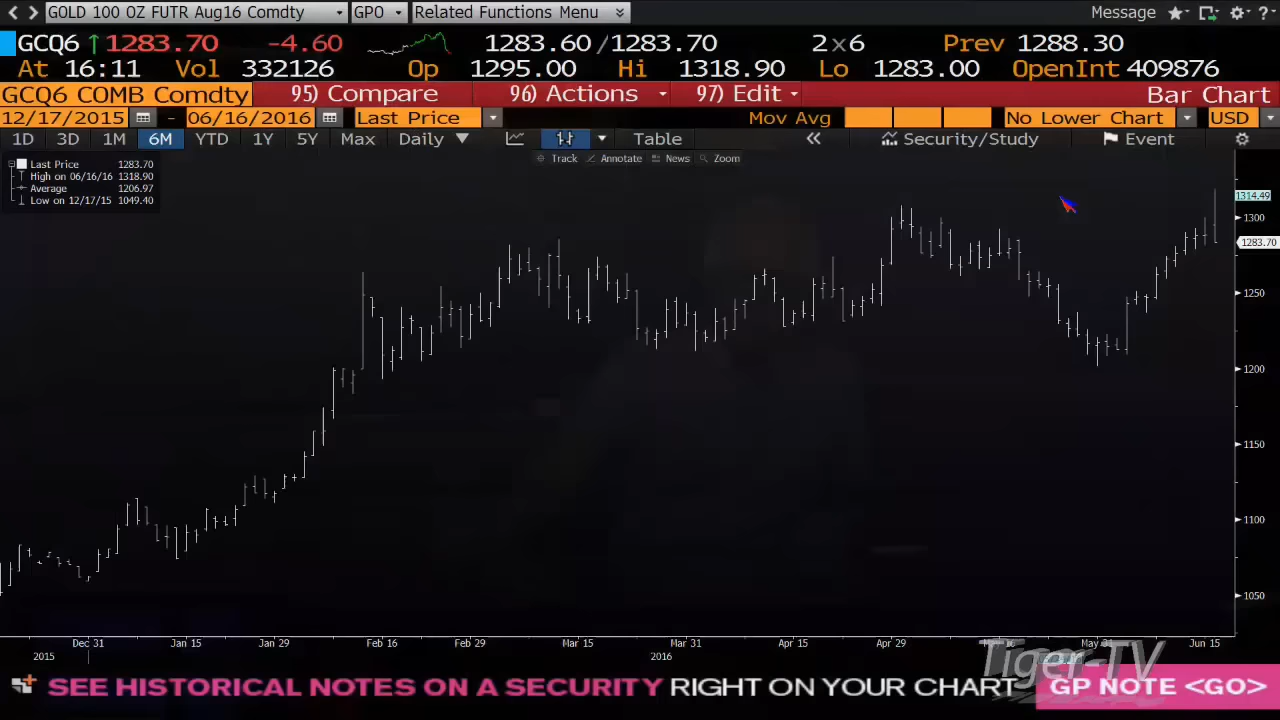 GOLD 100 OZ FUTR Aug16 Comdty GPO Related Functions Menu Message ?
GCQ6 ↑1283.70 -4.60 1283.60/1283.70 2x6 Prev 1288.30
At 16:11 Vol 332126 Op 1295.00 Hi 1318.90 Lo 1283.00 OpenInt 409876
GCQ6 COMB Comdty 95) Compare 96) Actions 97) Edit Bar Chart
12/17/2015 - 06/16/2016 Last Price Mov Avg No Lower Chart USD
1D 3D 1M 6M YTD 1Y 5Y Max Daily Table Security/Study Event
Track Annotate News Zoom
Last Price 1283.70
High on 06/16/16 1318.90
Average 1206.97
Low on 12/17/15 1049.40
1314.49
1300
1283.70
1250
1200
1150
1100
1050
Dec 31 Jan 15 Jan 29 Feb 16 Feb 29 Mar 15 Mar 31 Apr 15 Apr 29 May 31 Jun 15
2015 2016
Tiger-TV
SEE HISTORICAL NOTES ON A SECURITY RIGHT ON YOUR CHART GP NOTE <GO>